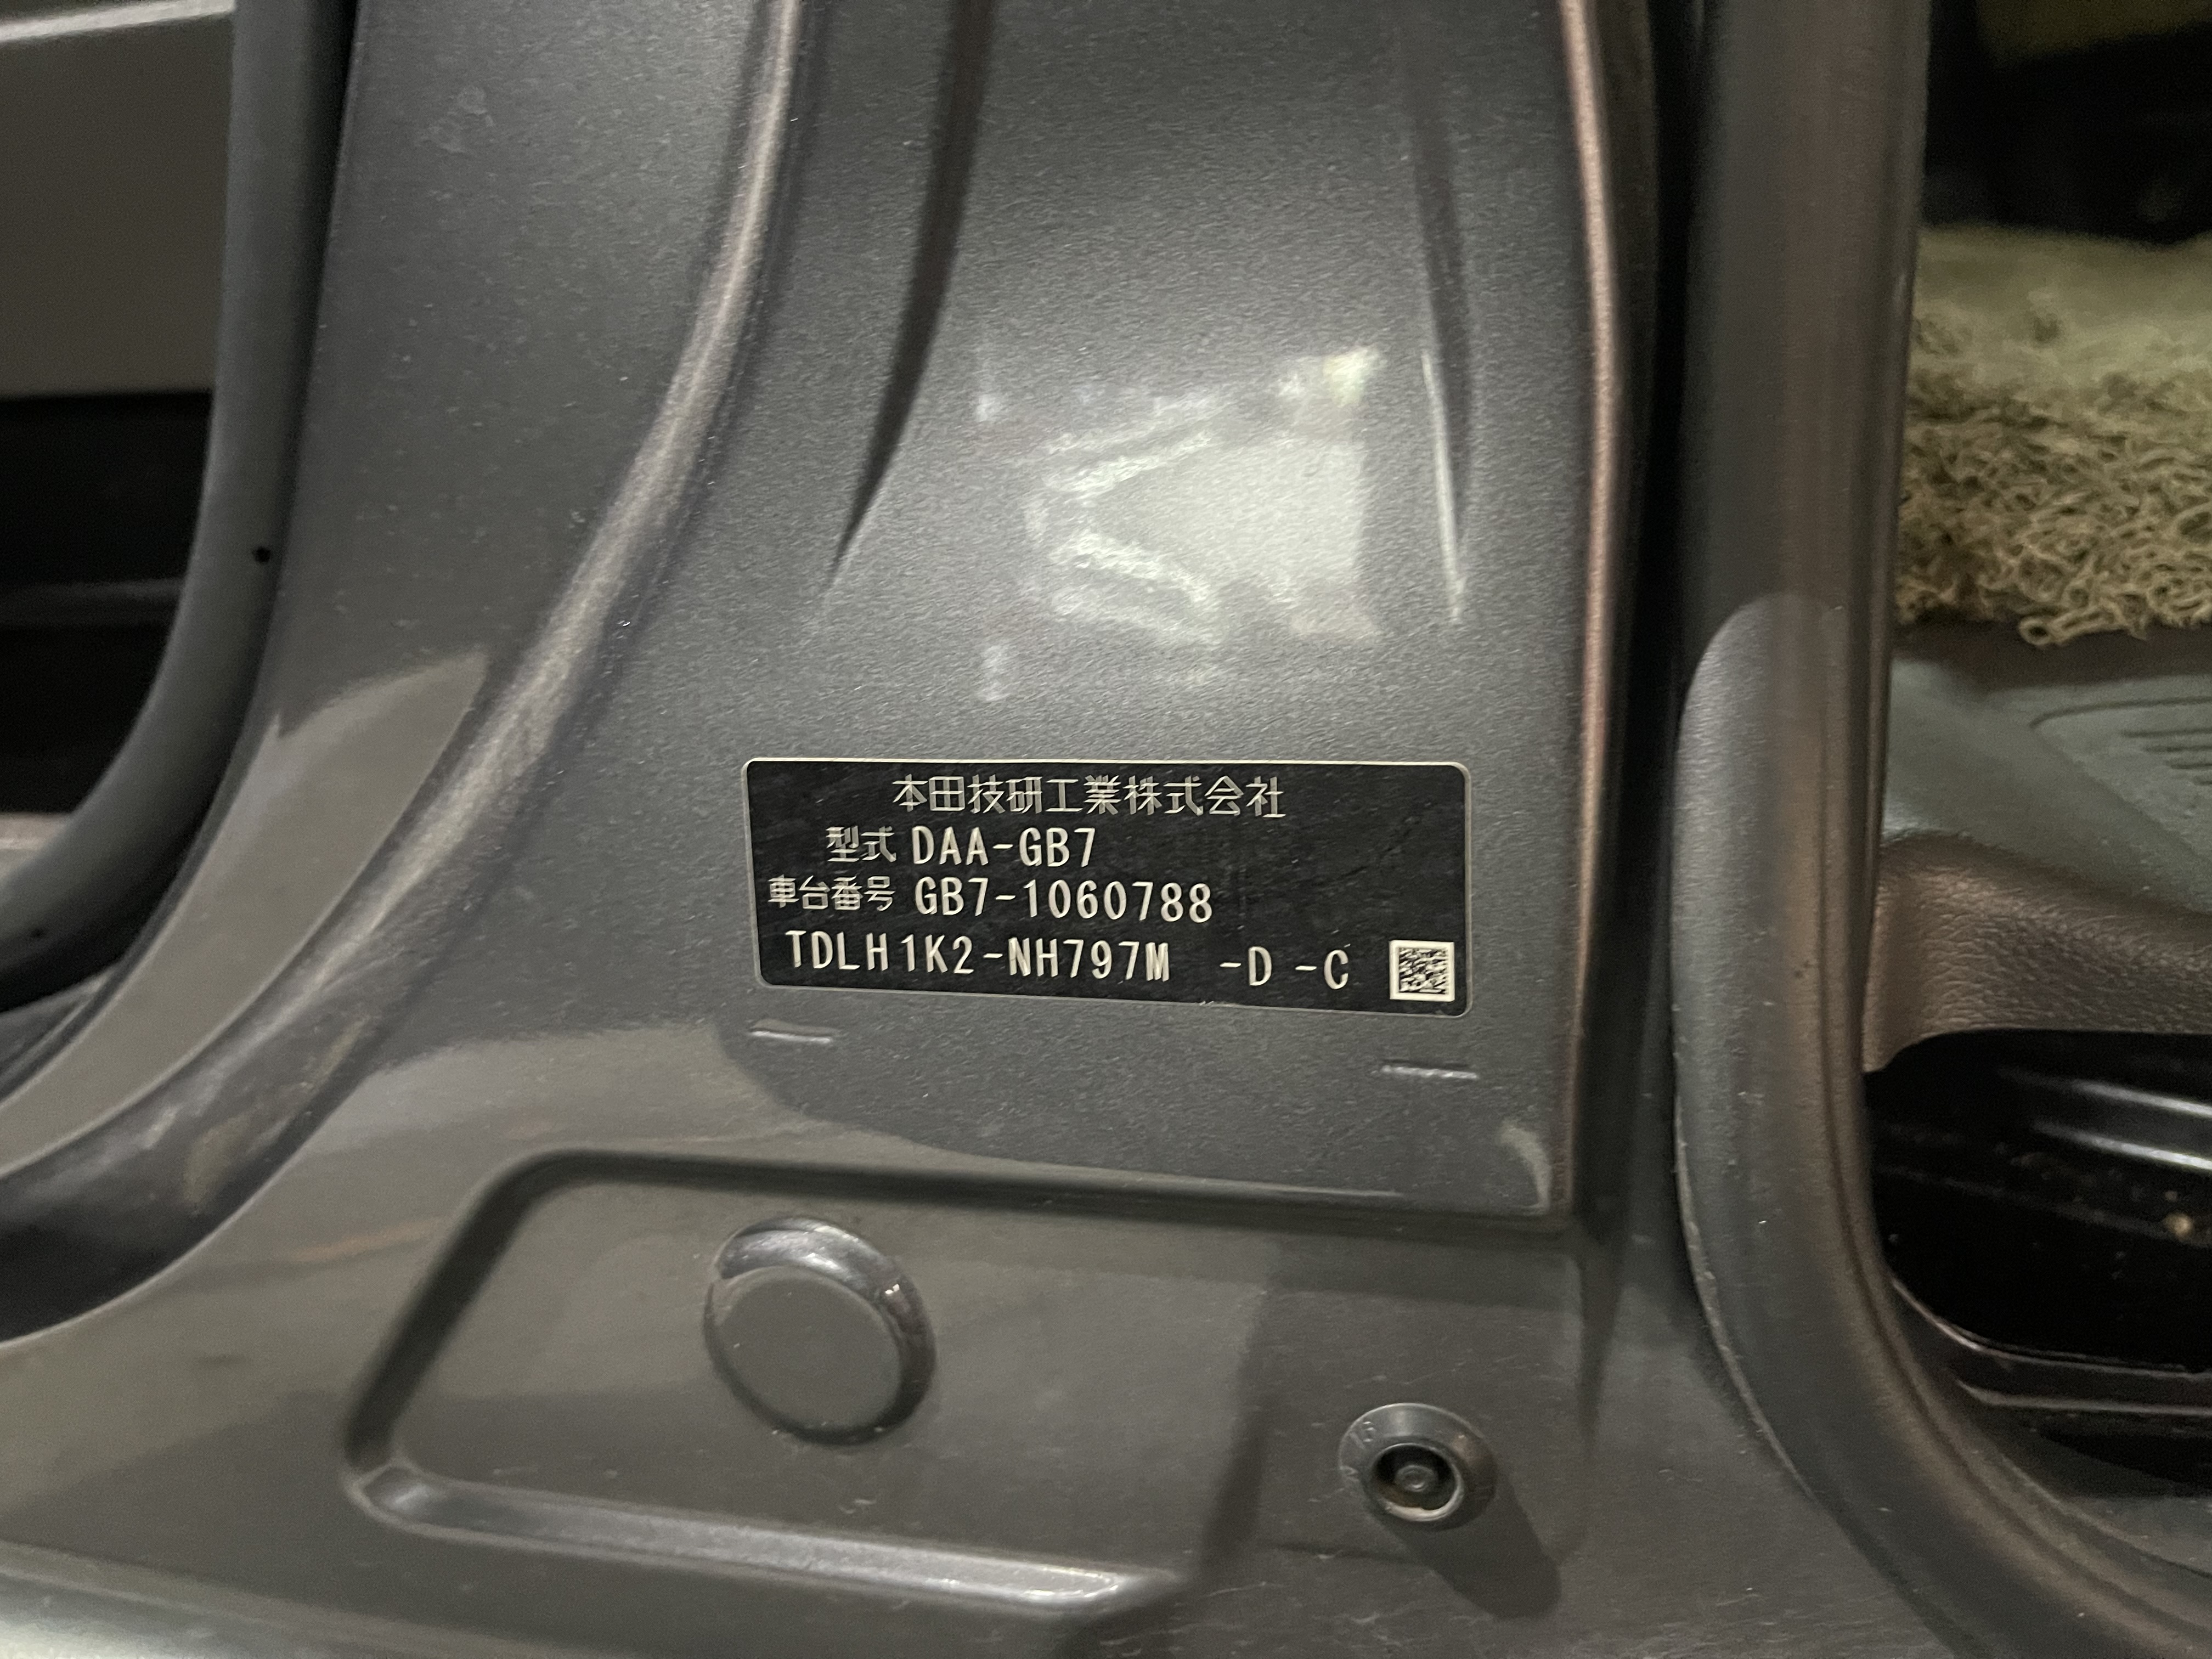 本田技研工業株式会社
型式 DAA-GB7
車台番号 GB7-1060788
TDLH1K2-NH797M -D -C